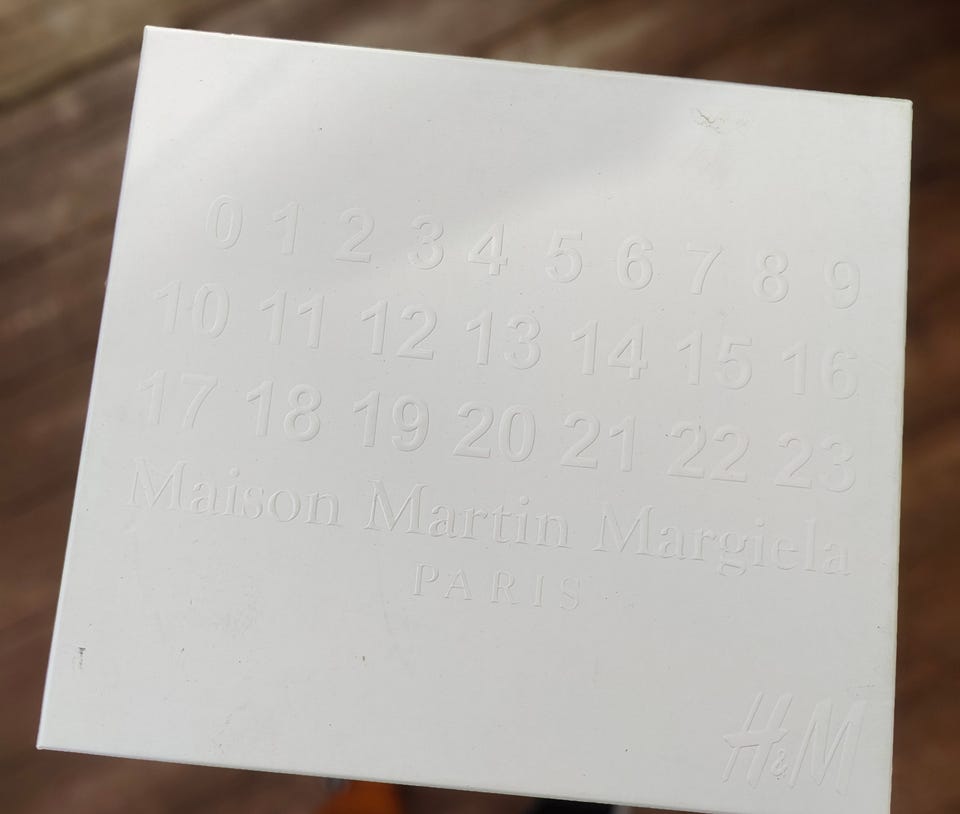 0 1 2 3 4 5 6 7 8 9
10 11 12 13 14 15 16
17 18 19 20 21 22 23
Maison Martin Margiela
PARIS
H&M